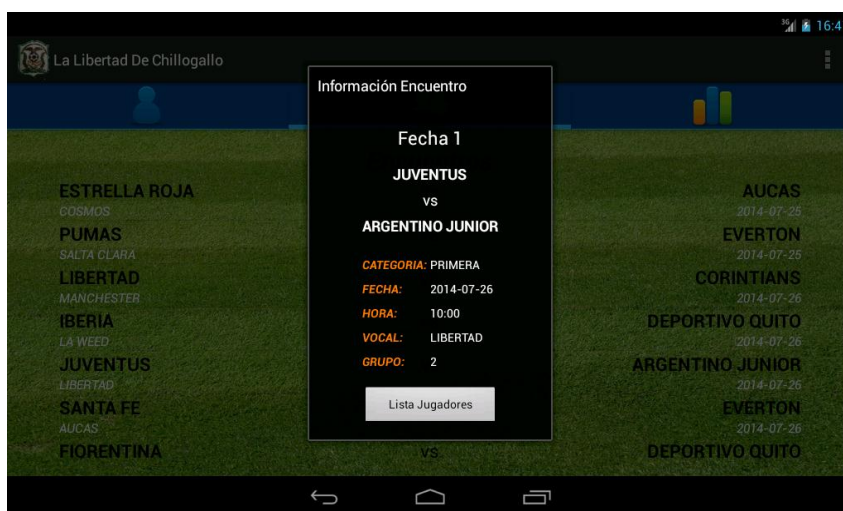 3G 16:4
La Libertad De Chillogallo
Información Encuentro
Fecha 1
JUVENTUS
vs
ARGENTINO JUNIOR
CATEGORIA: PRIMERA
FECHA: 2014-07-26
HORA: 10:00
VOCAL: LIBERTAD
GRUPO: 2
Lista Jugadores
ESTRELLA ROJA AUCAS
COSMOS 2014-07-25
PUMAS EVERTON
SALTA CLARA 2014-07-25
LIBERTAD CORINTIANS
MANCHESTER 2014-07-26
IBERIA DEPORTIVO QUITO
LA WEED 2014-07-26
JUVENTUS ARGENTINO JUNIOR
LIBERTAD 2014-07-26
SANTA FE EVERTON
AUCAS 2014-07-26
FIORENTINA vs DEPORTIVO QUITO